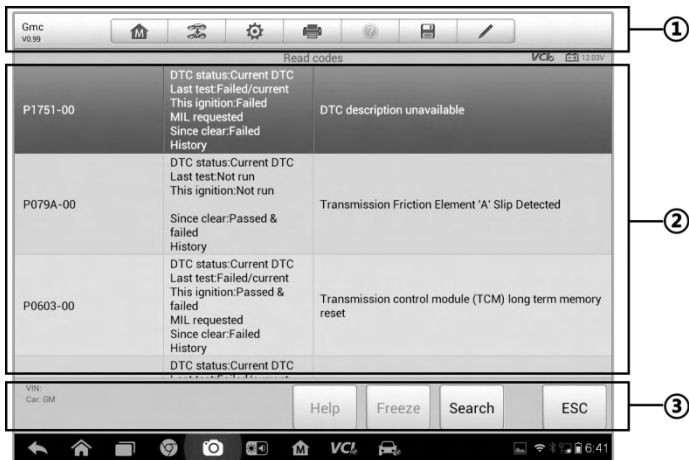 Gmc
V0.99
①
Read codes
VCI
12.03V
P1751-00
DTC status:Current DTC
Last test:Failed/current
This ignition:Failed
MIL requested
Since clear:Failed
History
DTC description unavailable
P079A-00
DTC status:Current DTC
Last test:Not run
This ignition:Not run
Since clear:Passed &
failed
History
Transmission Friction Element 'A' Slip Detected
②
P0603-00
DTC status:Current DTC
Last test:Failed/current
This ignition:Passed &
failed
MIL requested
Since clear:Failed
History
Transmission control module (TCM) long term memory
reset
DTC status:Current DTC
VIN:
Car: GM
Help
Freeze
Search
ESC
③
VCI
6:41